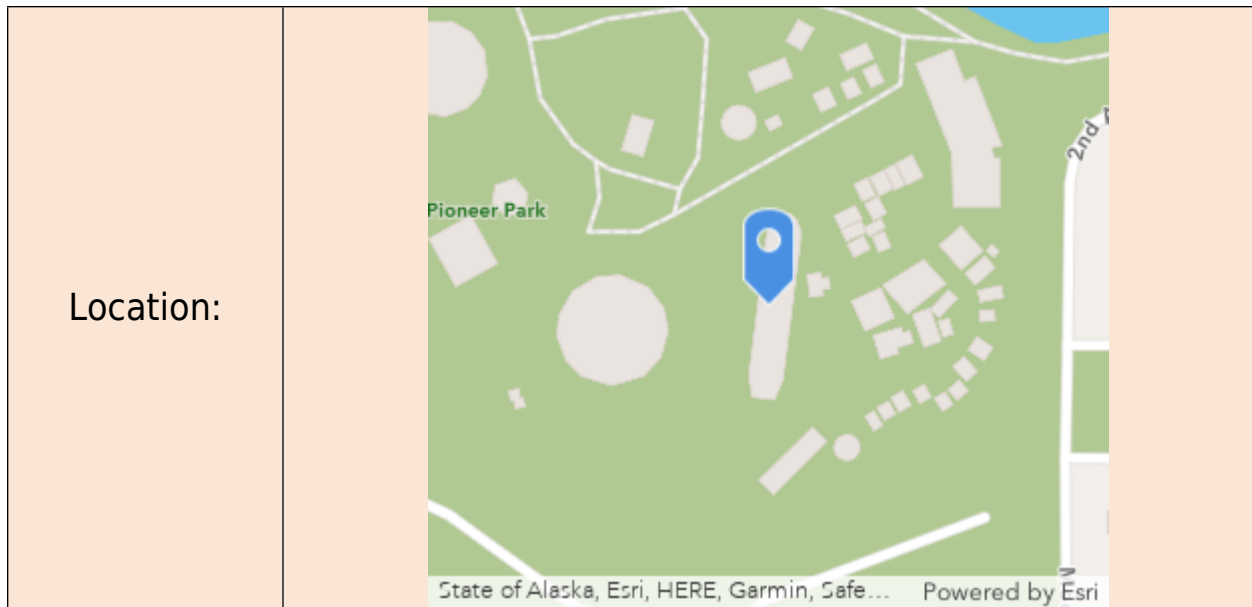 2nd A
Pioneer Park
Location:
State of Alaska, Esri, HERE, Garmin, Safe...
Powered by Esri